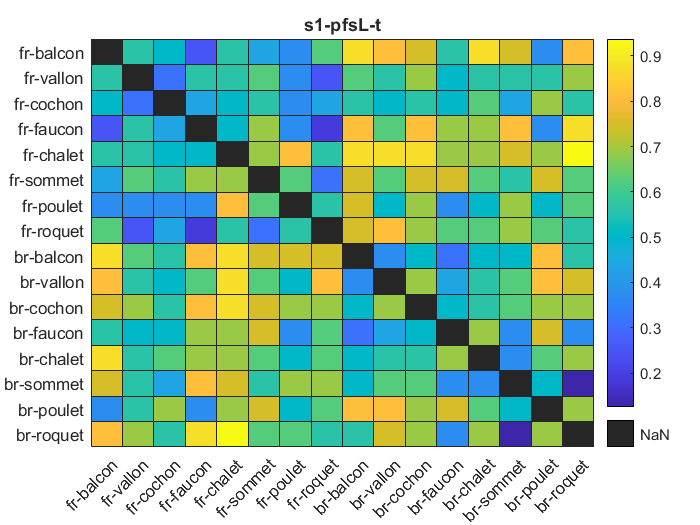 s1-pfsL-t
fr-balcon
fr-vallon
fr-cochon
fr-faucon
fr-chalet
fr-sommet
fr-poulet
fr-roquet
br-balcon
br-vallon
br-cochon
br-faucon
br-chalet
br-sommet
br-poulet
br-roquet
fr-balcon
fr-vallon
fr-cochon
fr-faucon
fr-chalet
fr-sommet
fr-poulet
fr-roquet
br-balcon
br-vallon
br-cochon
br-faucon
br-chalet
br-sommet
br-poulet
br-roquet
0.9
0.8
0.7
0.6
0.5
0.4
0.3
0.2
NaN